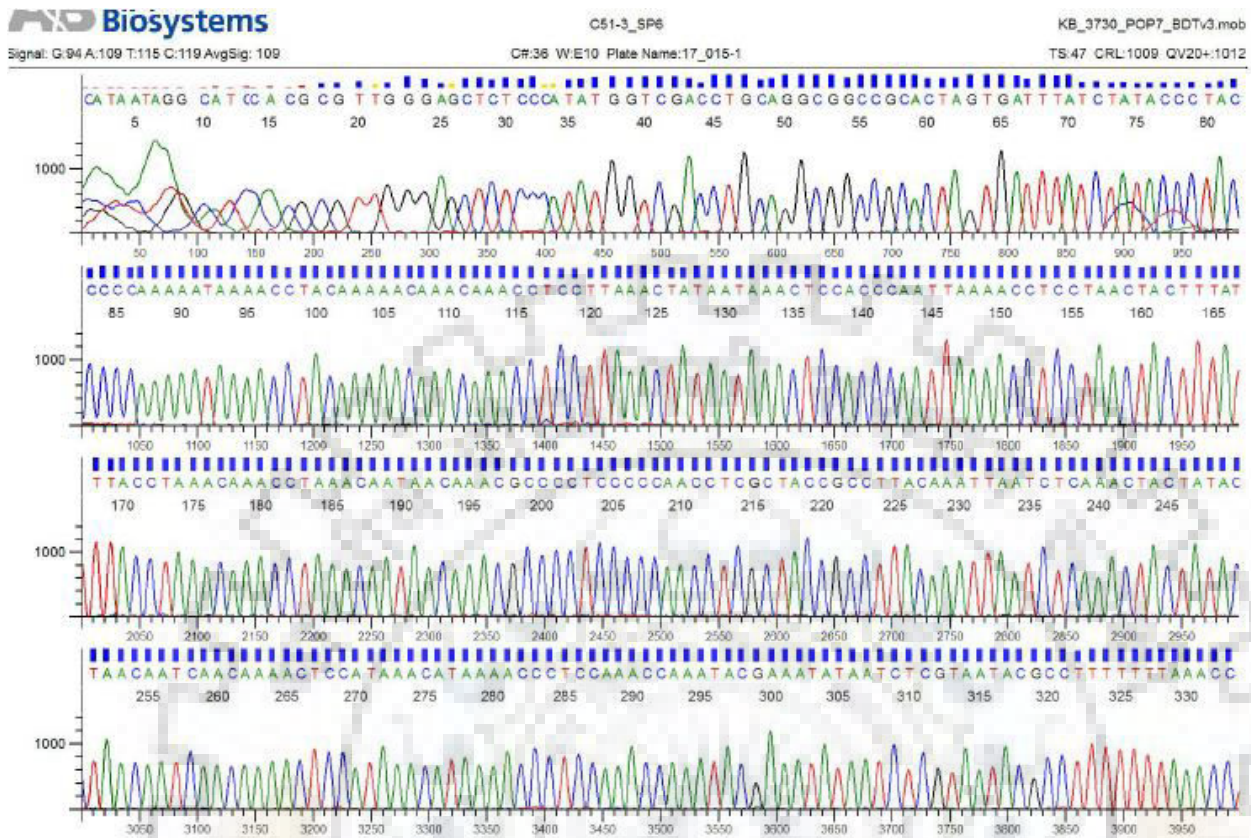 Biosystems
C51-3_SP6
KB_3730_POP7_BDTv3.mob
Signal: G:94 A:109 T:115 C:119 AvgSig: 109
C#:36 W:E10 Plate Name:17_015-1
TS:47 CRL:1009 QV20+:1012
CATAATAGG CAT CCA CG CG TTGGGAGCTCTCCCATATGGTCGACCTGCAGGCGGCCGCACTAGTGATTTATCTATACCCTAC
5 10 15 20 25 30 35 40 45 50 55 60 65 70 75 80
1000
50 100 150 200 250 300 350 400 450 500 550 600 650 700 750 800 850 900 950
CCCCAAAAATAAAACCTACAAAAACAAACAAACCTCCTTAAACTATAATAAACTCCACCCAATTAAAACCTCCTAACTACTTTAT
85 90 95 100 105 110 115 120 125 130 135 140 145 150 155 160 165
1000
1050 1100 1150 1200 1250 1300 1350 1400 1450 1500 1550 1600 1650 1700 1750 1800 1850 1900 1950
TTACCTAAACAAACCTAAACAATAACAAACGCCCCTCCCCCAACCTCGCTACCGCCTTACAAATTAATCTCAAACTACTATAC
170 175 180 185 190 195 200 205 210 215 220 225 230 235 240 245
1000
2050 2100 2150 2200 2250 2300 2350 2400 2450 2500 2550 2600 2650 2700 2750 2800 2850 2900 2950
TAACAATCAACAAAACTCCATAAACATAAAACCCTCCAAACCAAATACGAAATATAATCTCGTAATACGCCTTTTTTTAAACC
255 260 265 270 275 280 285 290 295 300 305 310 315 320 325 330
1000
3050 3100 3150 3200 3250 3300 3350 3400 3450 3500 3550 3600 3650 3700 3750 3800 3850 3900 3950